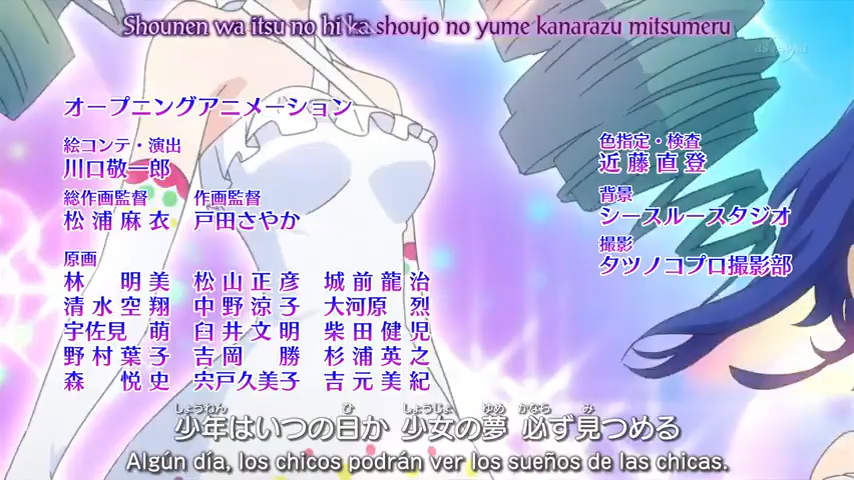 Shounen wa itsu no hi ka shoujo no yume kanarazu mitsumeru
オープニングアニメーション
絵コンテ・演出
川口敬一郎
総作画監督 作画監督
松浦麻衣 戸田さやか
原画
林 明美 松山正彦 城前龍治
清水空翔 中野涼子 大河原 烈
宇佐見 萌 臼井文明 柴田健児
野村葉子 吉岡 勝 杉浦英之
森 悦史 宍戸久美子 吉元美紀
色指定・検査
近藤直登
背景
シースルースタジオ
撮影
タツノコプロ撮影部
しょうねん ひ しょうじょ ゆめ かなら み
少年はいつの日か 少女の夢 必ず見つめる
Algún día, los chicos podrán ver los sueños de las chicas.